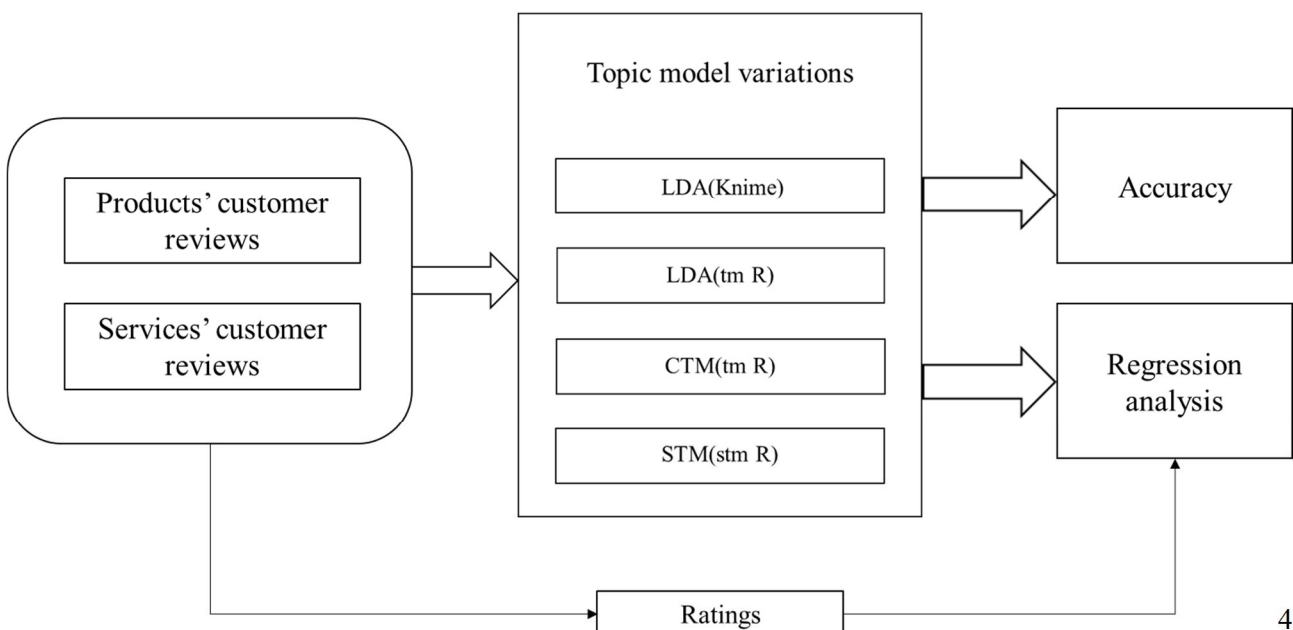 Products’ customer
reviews
Services’ customer
reviews
Topic model variations
LDA(Knime)
LDA(tm R)
CTM(tm R)
STM(stm R)
Accuracy
Regression
analysis
Ratings
4